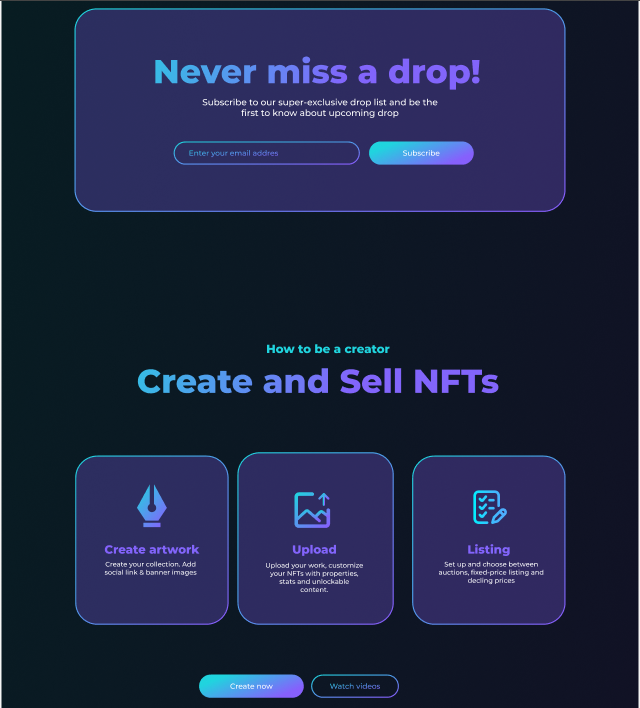 Never miss a drop!
Subscribe to our super-exclusive drop list and be the
first to know about upcoming drop
Enter your email addres
Subscribe
How to be a creator
Create and Sell NFTs
Create artwork
Create your collection. Add
social link & banner images
Upload
Upload your work, customize
your NFTs with properties,
stats and unlockable
content.
Listing
Set up and choose between
auctions, fixed-price listing and
decling prices
Create now
Watch videos